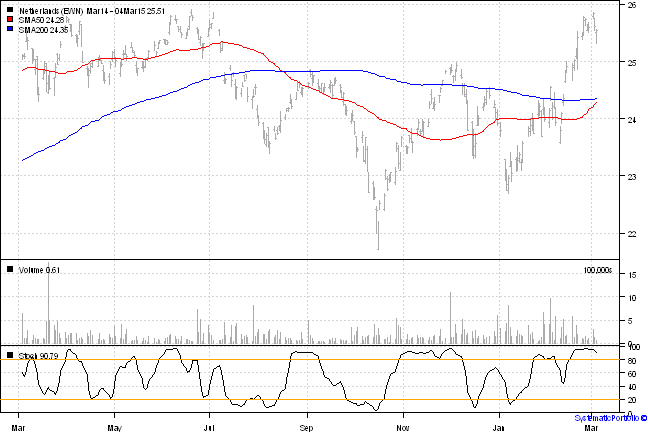 Netherlands (EWN) Mar14 - 04Mar15 25.51
SMA50 24.28
SMA200 24.35
26
25
24
23
22
Volume 0.61
100,000s
15
10
5
0
Stoch 90.79
100
80
60
40
20
0
Mar May Jul Sep Nov Jan Mar
SystematicPortfolio ©